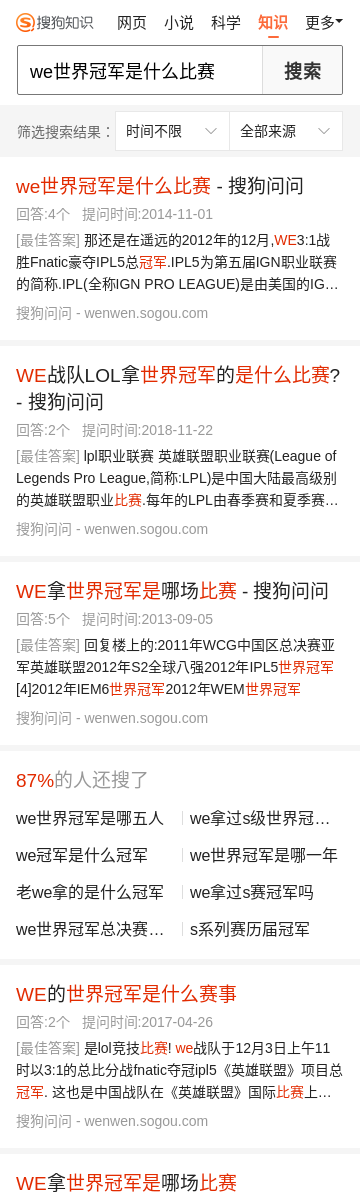 搜狗知识 网页 小说 科学 知识 更多
we世界冠军是什么比赛 搜索
筛选搜索结果： 时间不限 全部来源
we世界冠军是什么比赛 - 搜狗问问
回答:4个 提问时间:2014-11-01
[最佳答案] 那还是在遥远的2012年的12月,WE3:1战
胜Fnatic豪夺IPL5总冠军.IPL5为第五届IGN职业联赛
的简称.IPL(全称IGN PRO LEAGUE)是由美国的IG…
搜狗问问 - wenwen.sogou.com
WE战队LOL拿世界冠军的是什么比赛?
- 搜狗问问
回答:2个 提问时间:2018-11-22
[最佳答案] lpl职业联赛 英雄联盟职业联赛(League of
Legends Pro League,简称:LPL)是中国大陆最高级别
的英雄联盟职业比赛.每年的LPL由春季赛和夏季赛…
搜狗问问 - wenwen.sogou.com
WE拿世界冠军是哪场比赛 - 搜狗问问
回答:5个 提问时间:2013-09-05
[最佳答案] 回复楼上的:2011年WCG中国区总决赛亚
军英雄联盟2012年S2全球八强2012年IPL5世界冠军
[4]2012年IEM6世界冠军2012年WEM世界冠军
搜狗问问 - wenwen.sogou.com
87%的人还搜了
we世界冠军是哪五人 we拿过s级世界冠…
we冠军是什么冠军 we世界冠军是哪一年
老we拿的是什么冠军 we拿过s赛冠军吗
we世界冠军总决赛… s系列赛历届冠军
WE的世界冠军是什么赛事
回答:2个 提问时间:2017-04-26
[最佳答案] 是lol竞技比赛! we战队于12月3日上午11
时以3:1的总比分战fnatic夺冠ipl5《英雄联盟》项目总
冠军. 这也是中国战队在《英雄联盟》国际比赛上…
搜狗问问 - wenwen.sogou.com
WE拿世界冠军是哪场比赛